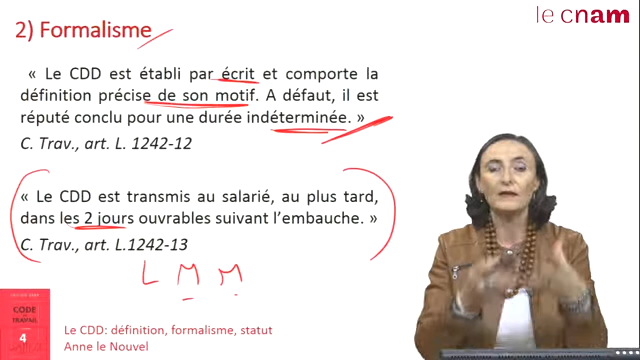 le cnam
2) Formalisme
« Le CDD est établi par écrit et comporte la
définition précise de son motif. A défaut, il est
réputé conclu pour une durée indéterminée. »
C. Trav., art. L. 1242-12
« Le CDD est transmis au salarié, au plus tard,
dans les 2 jours ouvrables suivant l'embauche. »
C. Trav., art. L.1242-13
L M M
CODE
TRAVAIL
4
Le CDD: définition, formalisme, statut
Anne le Nouvel